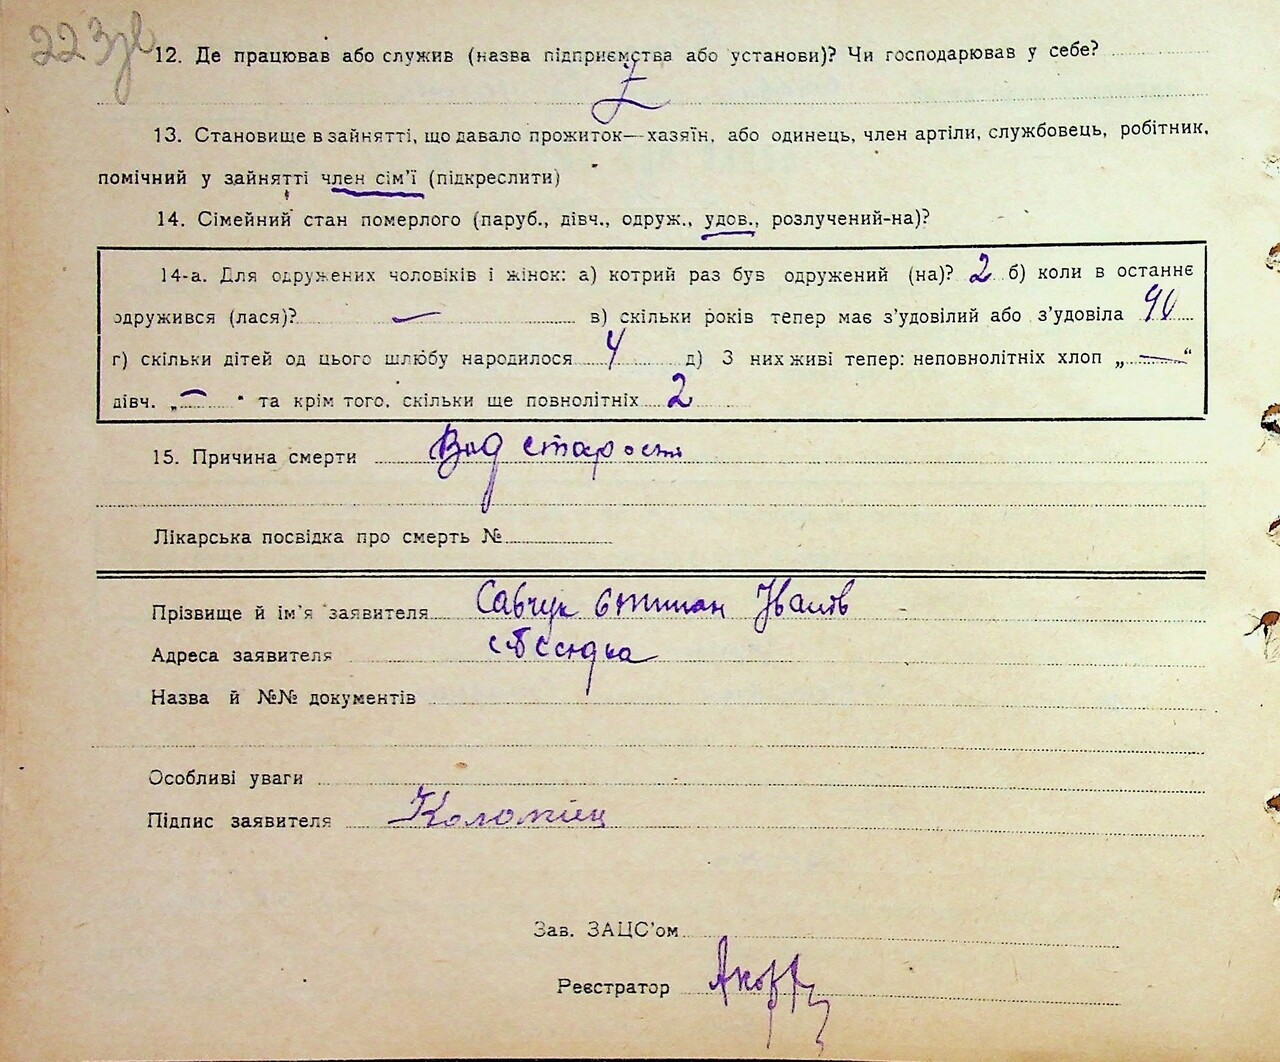 223зв
12. Де працював або служив (назва підприємства або установи)? Чи господарював у себе?
13. Становище в зайнятті, що давало прожиток—хазяїн, або одинець, член артіли, службовець, робітник,
помічний у зайнятті член сім'ї (підкреслити)
14. Сімейний стан померлого (паруб., дівч., одруж., удов., розлучений-на)?
14-а. Для одружених чоловіків і жінок: а) котрий раз був одружений (на)? 2 б) коли в останнє
одружився (лася)? — в) скільки років тепер має з'удовілий або з'удовіла 90
г) скільки дітей од цього шлюбу народилося 4 д) З них живі тепер: неповнолітніх хлоп „—“
дівч. „—" та крім того, скільки ще повнолітніх 2
15. Причина смерти Від старости
Лікарська посвідка про смерть №
Прізвище й ім'я заявителя Савчук Іванов
Адреса заявителя
Назва й №№ документів
Особливі уваги
Підпис заявителя Коломієц
Зав. ЗАЦС'ом
Реєстратор